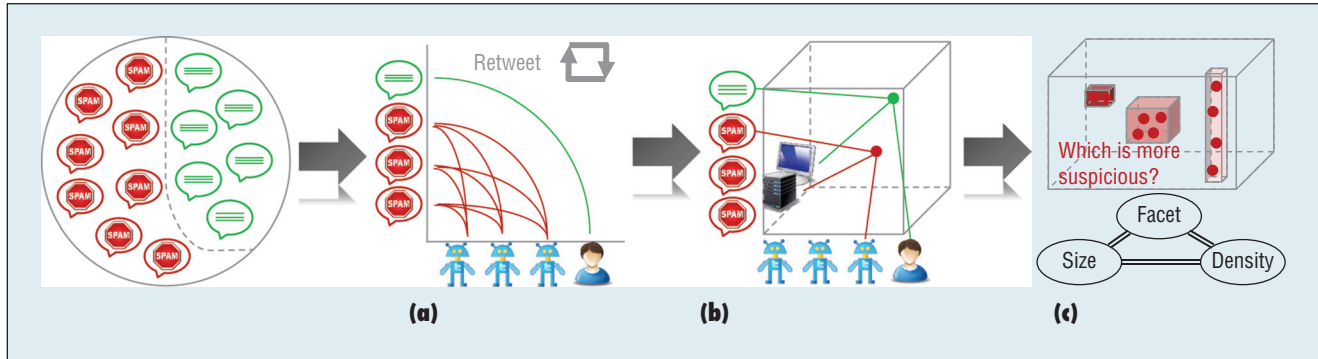 SPAM
SPAM
SPAM
SPAM
SPAM
SPAM
SPAM
SPAM
Retweet
SPAM
SPAM
SPAM
SPAM
SPAM
SPAM
Which is more
suspicious?
Facet
Size
Density
(a)
(b)
(c)